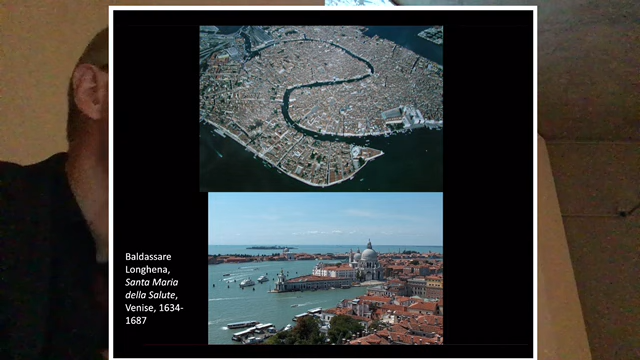 Baldassare
Longhena,
Santa Maria
della Salute,
Venise, 1634-
1687